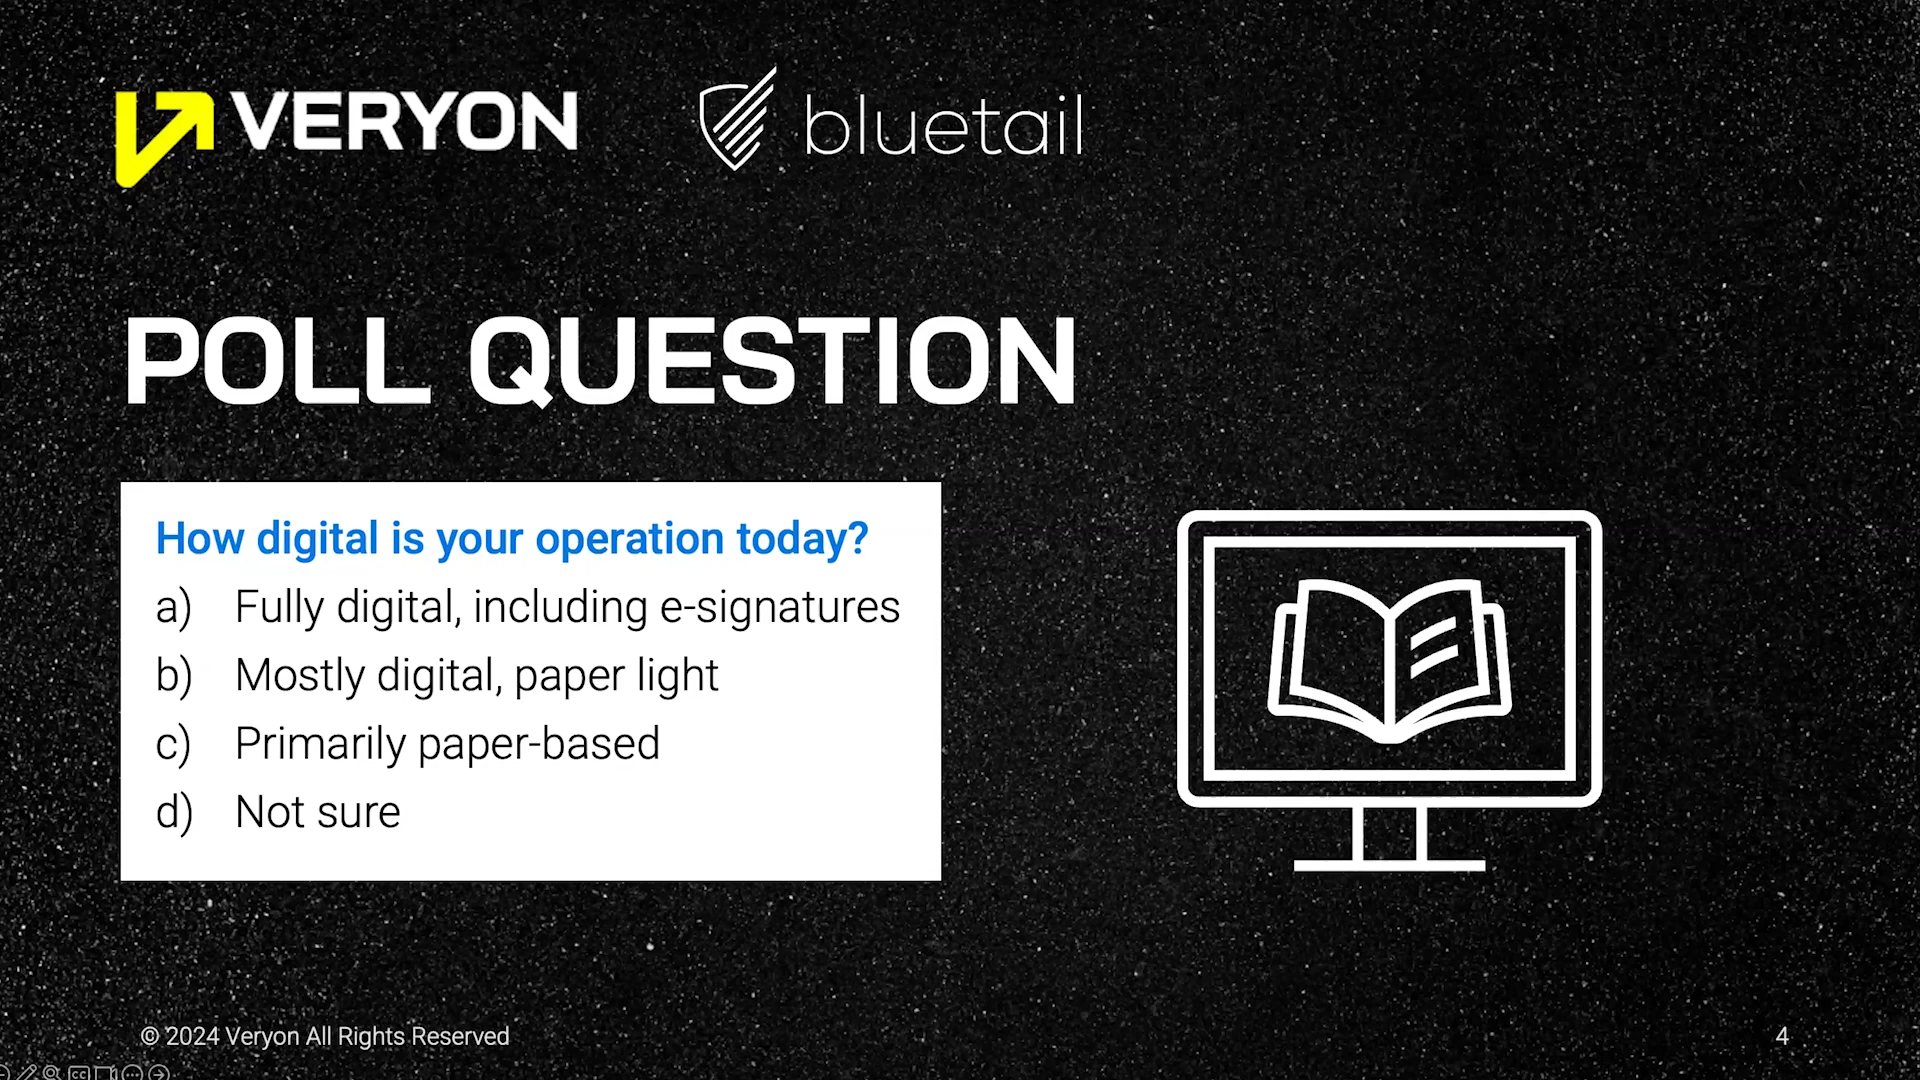 VERYON
bluetail
POLL QUESTION
How digital is your operation today?
a) Fully digital, including e-signatures
b) Mostly digital, paper light
c) Primarily paper-based
d) Not sure
© 2024 Veryon All Rights Reserved
4
CC